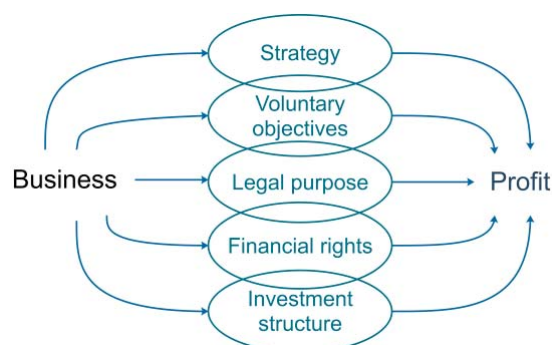 Strategy
Voluntary
objectives
Business
Legal purpose
Profit
Financial rights
Investment
structure